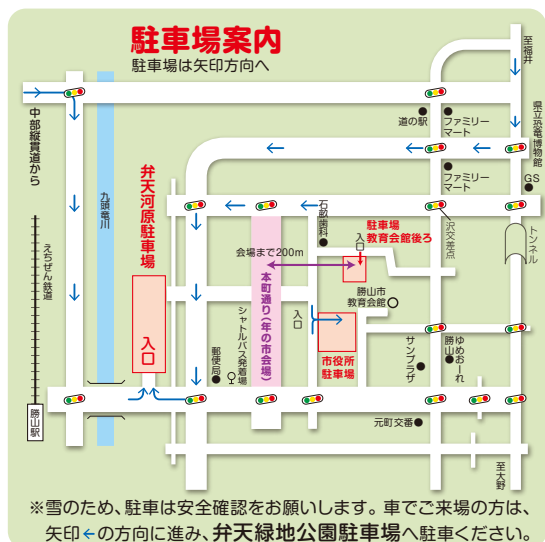 駐車場案内
駐車場は矢印方向へ
至福井
中部縦貫道から
道の駅
ファミリー
マート
県立恐竜博物館
ファミリー
マート
GS
九頭竜川
弁天河原駐車場
入口
石畝歯科
駐車場
教育会館後ろ
入口
沢交差点
トンネル
えちぜん鉄道
会場まで200m
本町通り(年の市会場)
勝山市
教育会館
入口
シャトルバス発着場
郵便局
市役所
駐車場
サンプラザ
ゆめおーれ
勝山
勝山駅
元町交番
至大野
※雪のため、駐車は安全確認をお願いします。車でご来場の方は、
矢印←の方向に進み、弁天緑地公園駐車場へ駐車ください。